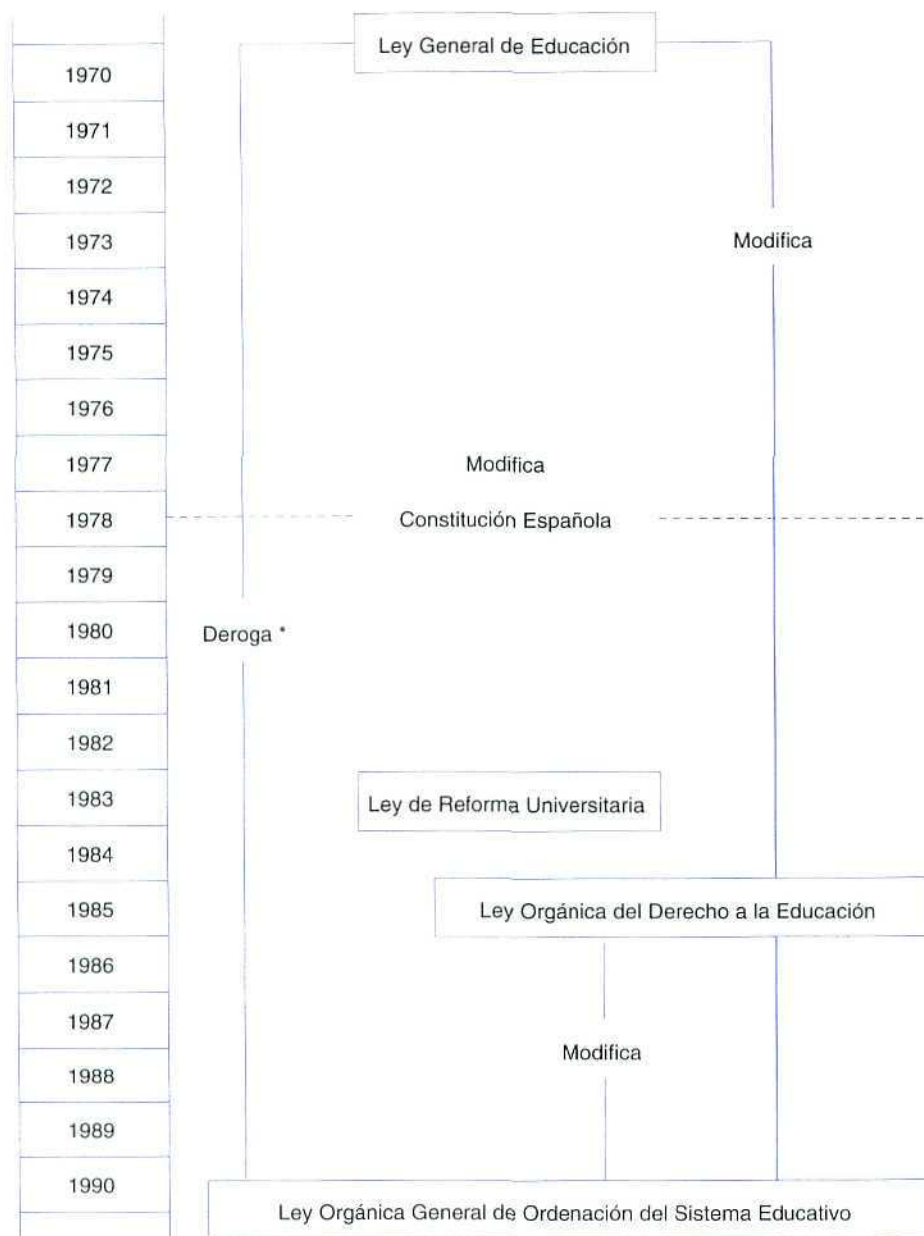 Ley General de Educación
1970
1971
1972
1973
Modifica
1974
1975
1976
1977
Modifica
1978
Constitución Española
1979
1980
Deroga *
1981
1982
1983
Ley de Reforma Universitaria
1984
1985
Ley Orgánica del Derecho a la Educación
1986
1987
Modifica
1988
1989
1990
Ley Orgánica General de Ordenación del Sistema Educativo